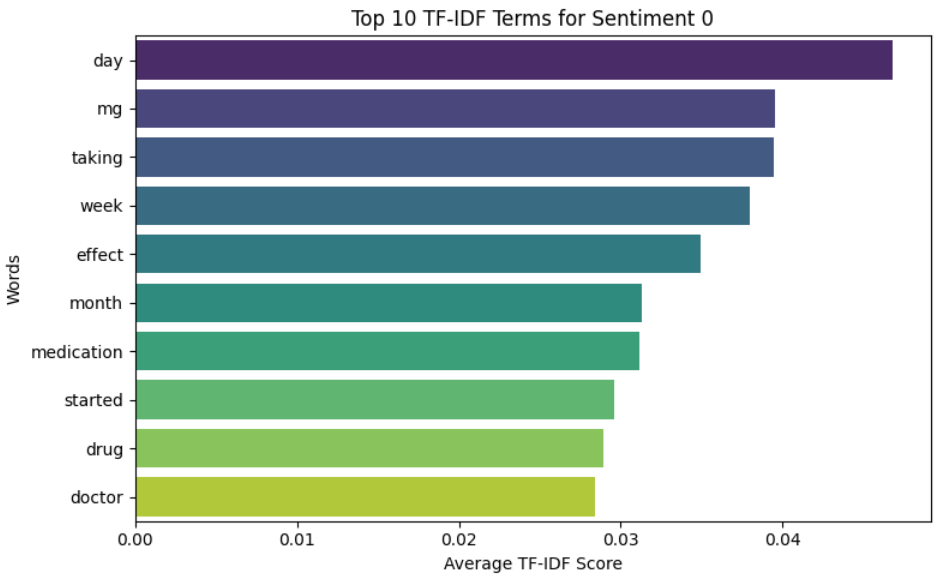 Top 10 TF-IDF Terms for Sentiment 0
day
mg
taking
week
effect
month
medication
started
drug
doctor
Words
0.00 0.01 0.02 0.03 0.04
Average TF-IDF Score